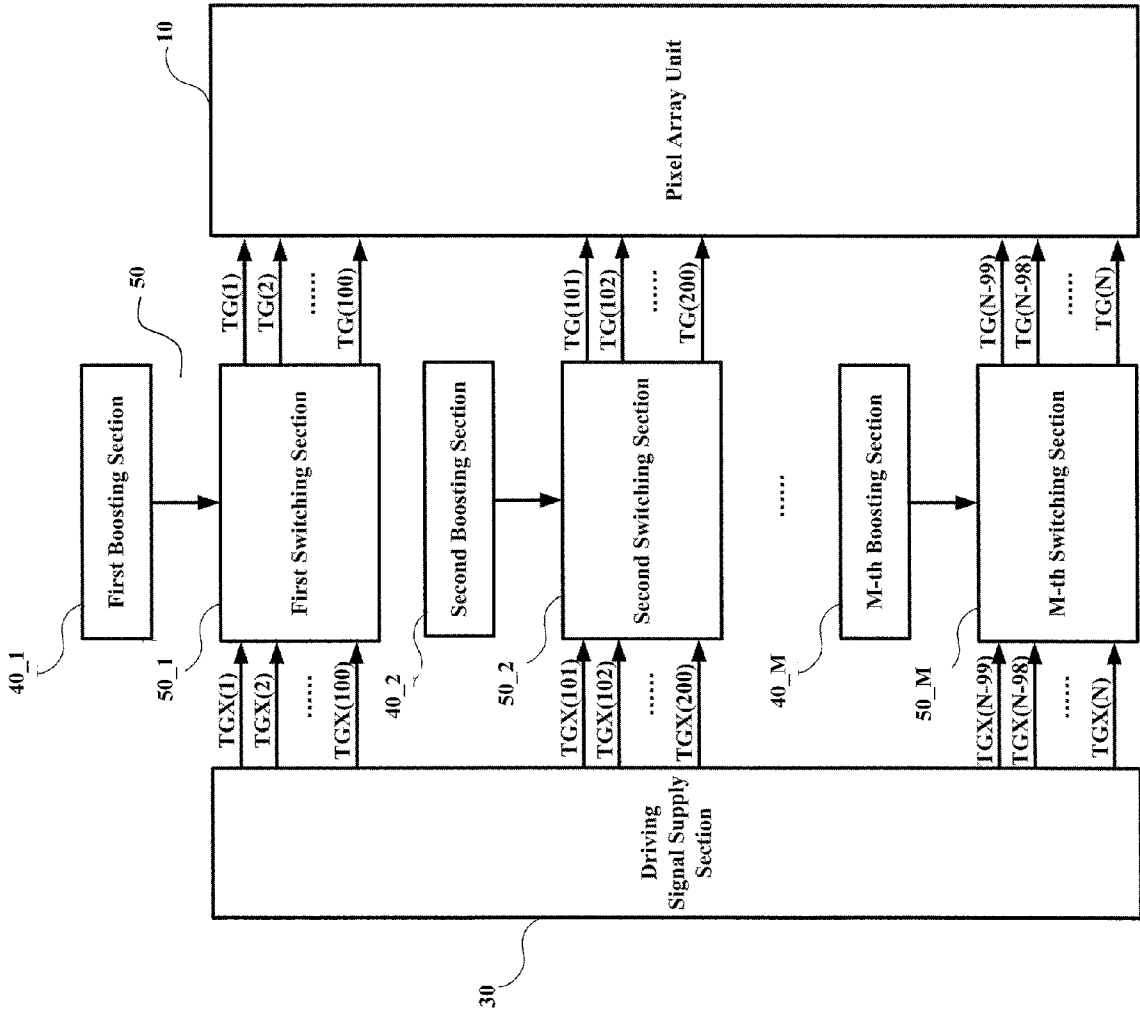 30
Driving
Signal Supply
Section
TGX(1)
TGX(2)
......
TGX(100)
TGX(101)
TGX(102)
......
TGX(200)
TGX(N-99)
TGX(N-98)
......
TGX(N)
40_1
First Boosting Section
50_1
First Switching Section
50
40_2
Second Boosting Section
50_2
Second Switching Section
......
40_M
M-th Boosting Section
50_M
M-th Switching Section
TG(1)
TG(2)
......
TG(100)
TG(101)
TG(102)
......
TG(200)
TG(N-99)
TG(N-98)
......
TG(N)
10
Pixel Array Unit